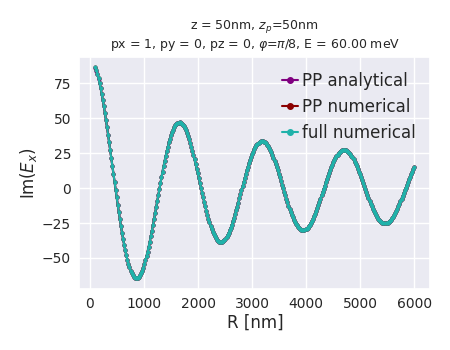 z = 50nm, z_p=50nm
px = 1, py = 0, pz = 0, φ=π/8, E = 60.00 meV
PP analytical
PP numerical
full numerical
Im(E_x)
75
50
25
0
−25
−50
0 1000 2000 3000 4000 5000 6000
R [nm]